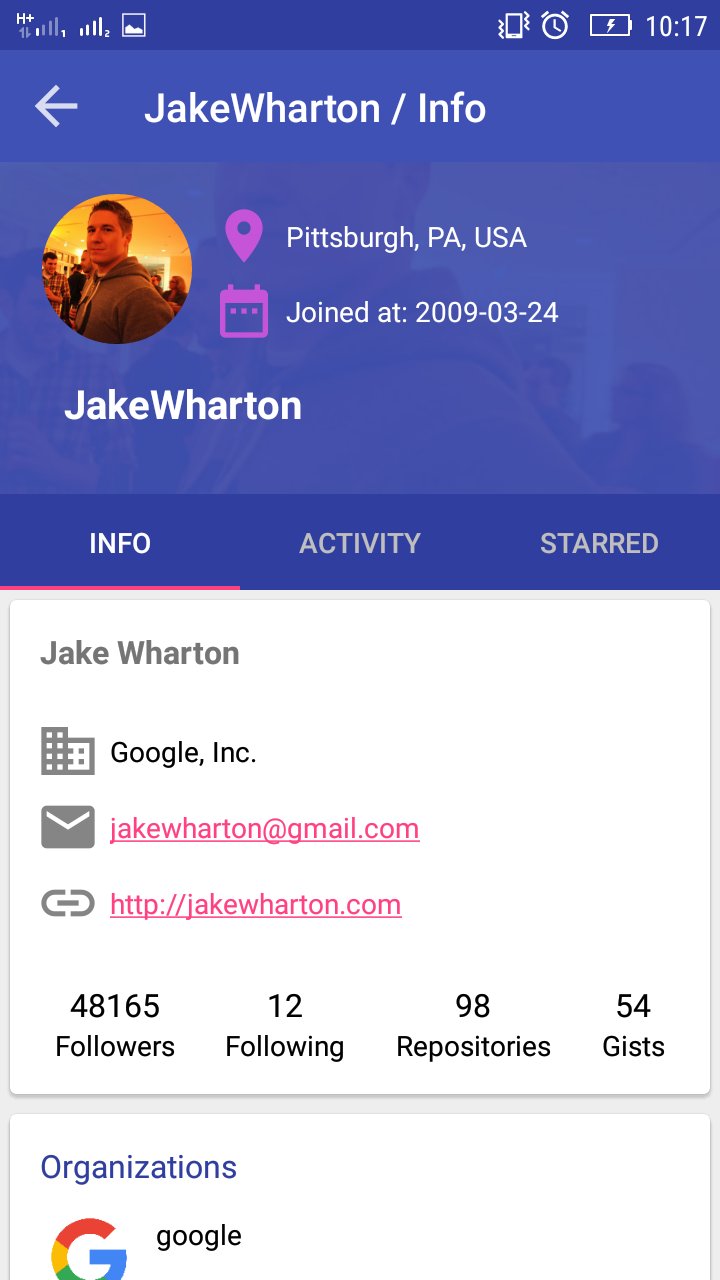 H+ 1 2 10:17
JakeWharton / Info
Pittsburgh, PA, USA
Joined at: 2009-03-24
JakeWharton
INFO ACTIVITY STARRED
Jake Wharton
Google, Inc.
jakewharton@gmail.com
http://jakewharton.com
48165 12 98 54
Followers Following Repositories Gists
Organizations
google